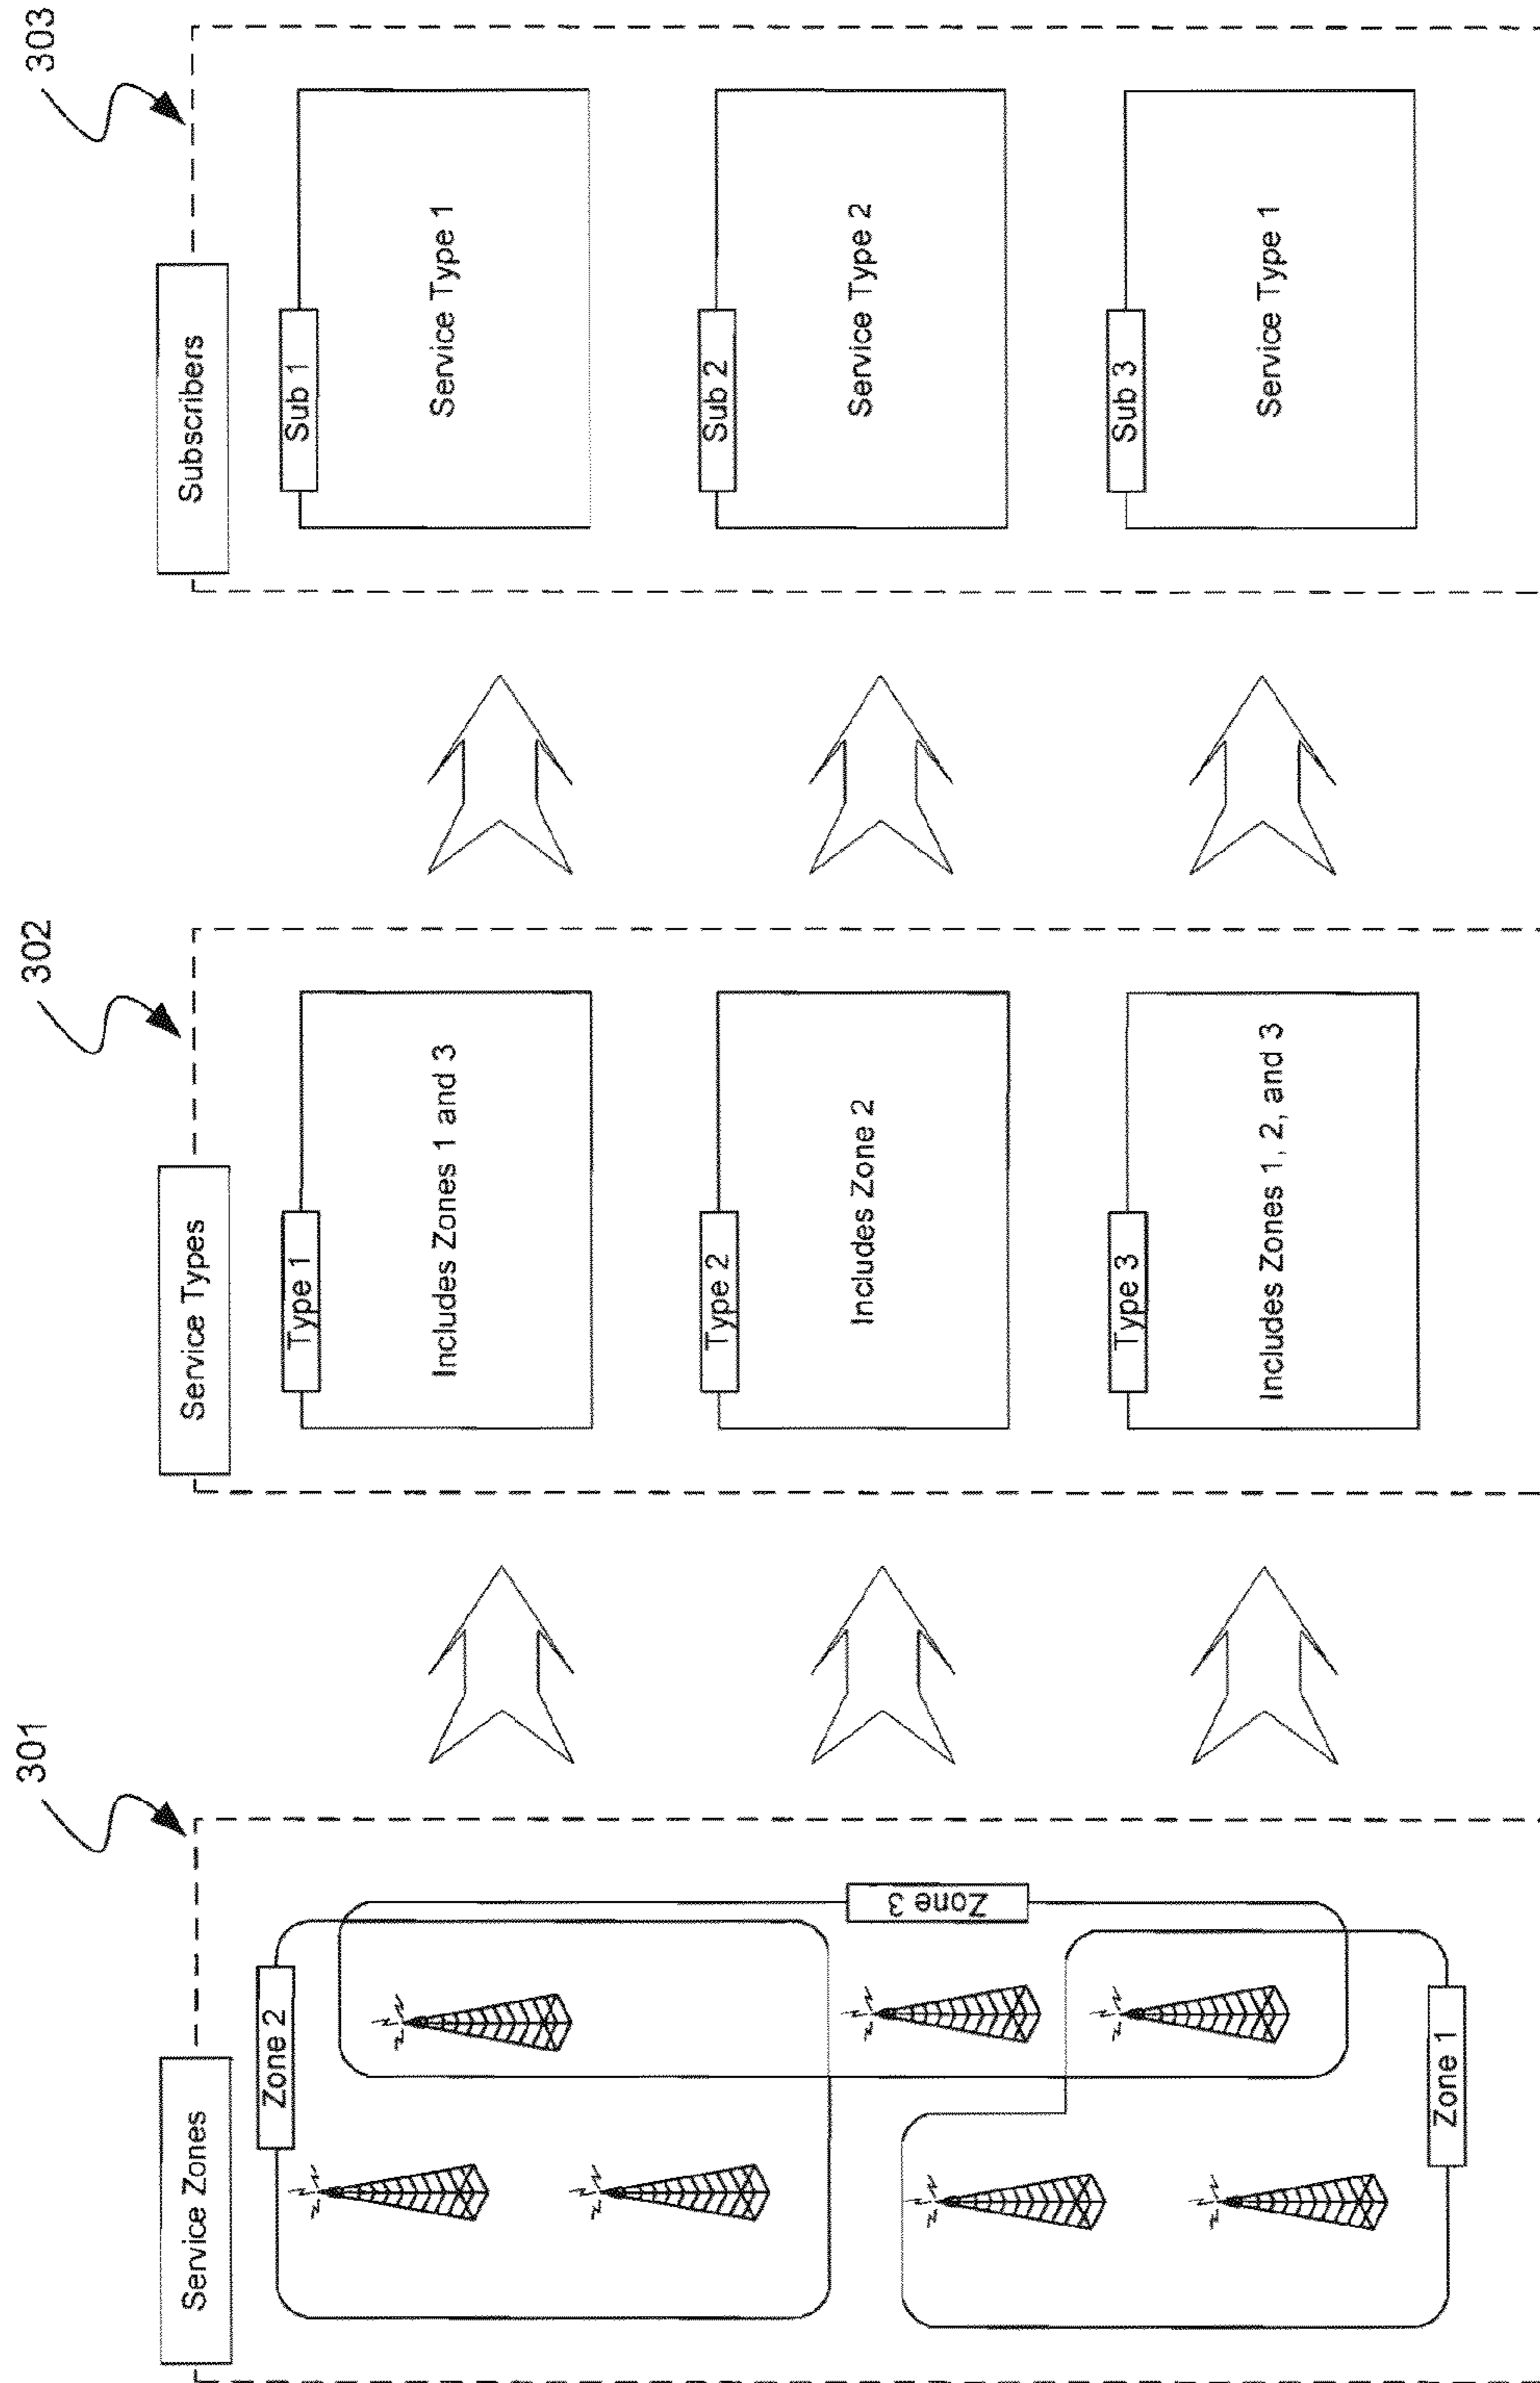 301
Service Zones
Zone 2
Zone 3
Zone 1
302
Service Types
Type 1
Includes Zones 1 and 3
Type 2
Includes Zone 2
Type 3
Includes Zones 1, 2, and 3
303
Subscribers
Sub 1
Service Type 1
Sub 2
Service Type 2
Sub 3
Service Type 1